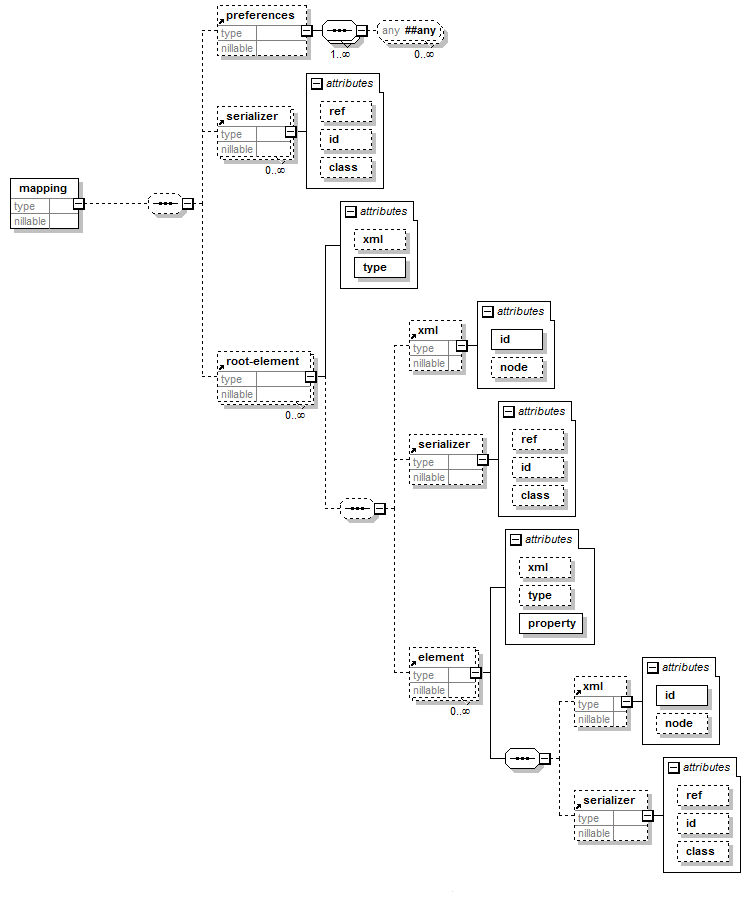 preferences
type
nillable
1..∞
any ##any
0..∞
attributes
serializer
type
nillable
0..∞
ref
id
class
mapping
type
nillable
attributes
xml
type
root-element
type
nillable
0..∞
attributes
xml
type
nillable
id
node
attributes
serializer
type
nillable
ref
id
class
attributes
xml
type
property
element
type
nillable
0..∞
attributes
xml
type
nillable
id
node
attributes
serializer
type
nillable
ref
id
class